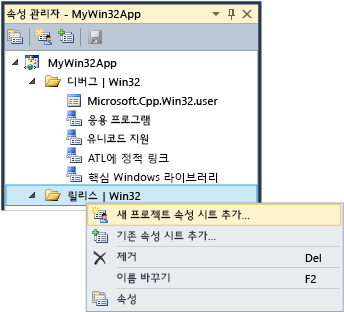 속성 관리자 - MyWin32App
MyWin32App
디버그 | Win32
Microsoft.Cpp.Win32.user
응용 프로그램
유니코드 지원
ATL에 정적 링크
핵심 Windows 라이브러리
릴리스 | Win32
새 프로젝트 속성 시트 추가...
기존 속성 시트 추가...
제거 Del
이름 바꾸기 F2
속성